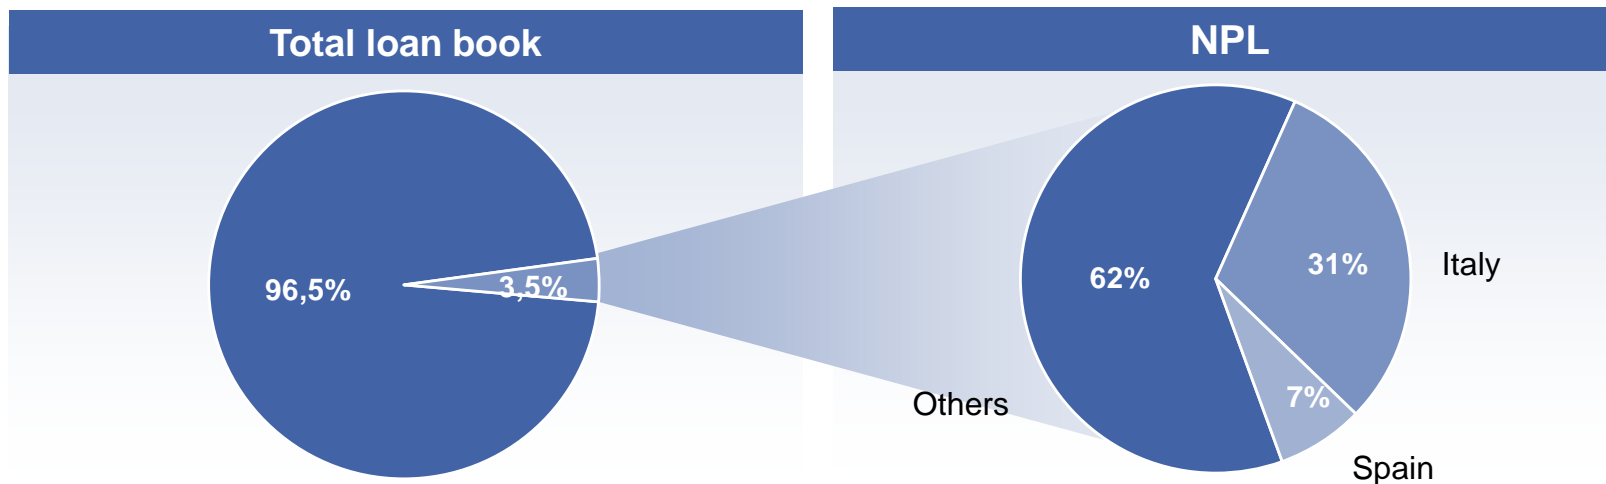 Total loan book
NPL
96,5%
3,5%
62%
31%
Italy
7%
Others
Spain